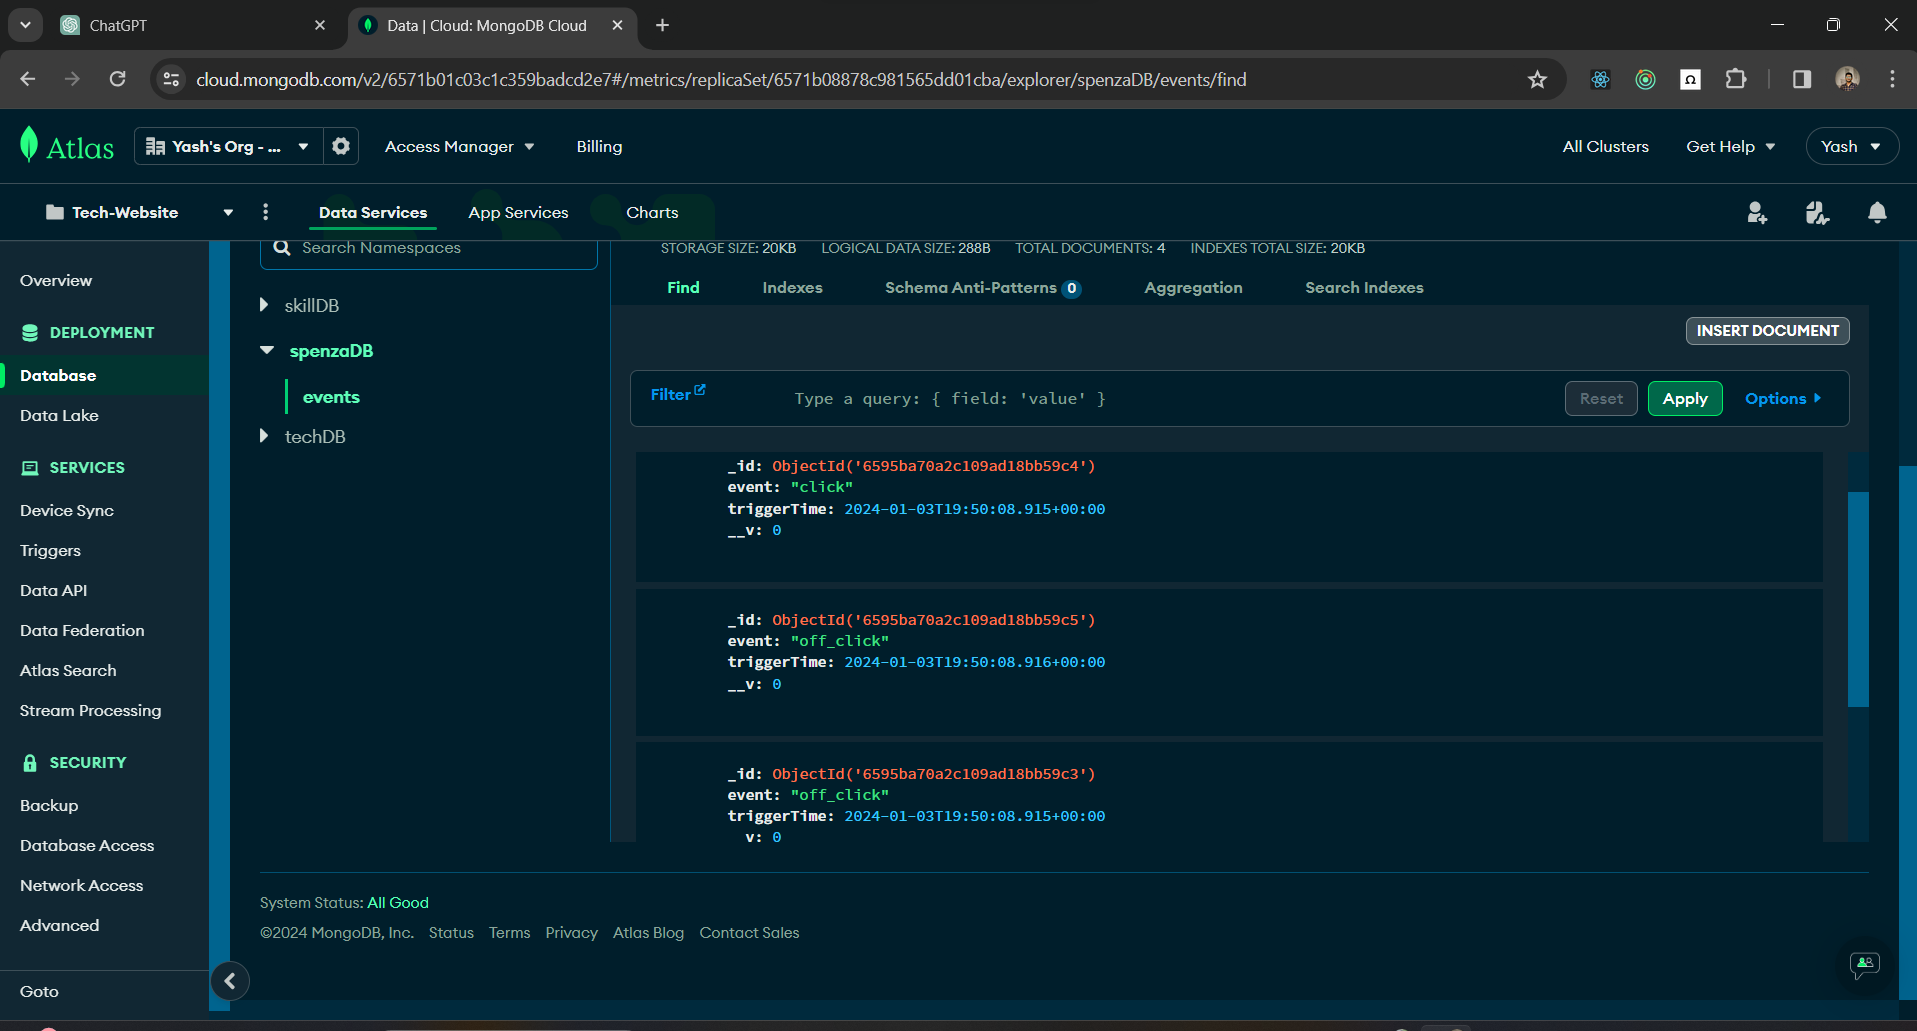 ChatGPT
Data | Cloud: MongoDB Cloud
cloud.mongodb.com/v2/6571b01c03c1c359badcd2e7#/metrics/replicaSet/6571b08878c981565dd01cba/explorer/spenzaDB/events/find
Atlas
Yash's Org - ...
Access Manager
Billing
All Clusters
Get Help
Yash
Tech-Website
Data Services
App Services
Charts
Overview
DEPLOYMENT
Database
Data Lake
SERVICES
Device Sync
Triggers
Data API
Data Federation
Atlas Search
Stream Processing
SECURITY
Backup
Database Access
Network Access
Advanced
Goto
Search Namespaces
skillDB
spenzaDB
events
techDB
STORAGE SIZE: 20KB LOGICAL DATA SIZE: 288B TOTAL DOCUMENTS: 4 INDEXES TOTAL SIZE: 20KB
Find Indexes Schema Anti-Patterns 0 Aggregation Search Indexes
INSERT DOCUMENT
Filter Type a query: { field: 'value' } Reset Apply Options
_id: ObjectId('6595ba70a2c109ad18bb59c4')
event: "click"
triggerTime: 2024-01-03T19:50:08.915+00:00
__v: 0
_id: ObjectId('6595ba70a2c109ad18bb59c5')
event: "off_click"
triggerTime: 2024-01-03T19:50:08.916+00:00
__v: 0
_id: ObjectId('6595ba70a2c109ad18bb59c3')
event: "off_click"
triggerTime: 2024-01-03T19:50:08.915+00:00
v: 0
System Status: All Good
©2024 MongoDB, Inc. Status Terms Privacy Atlas Blog Contact Sales